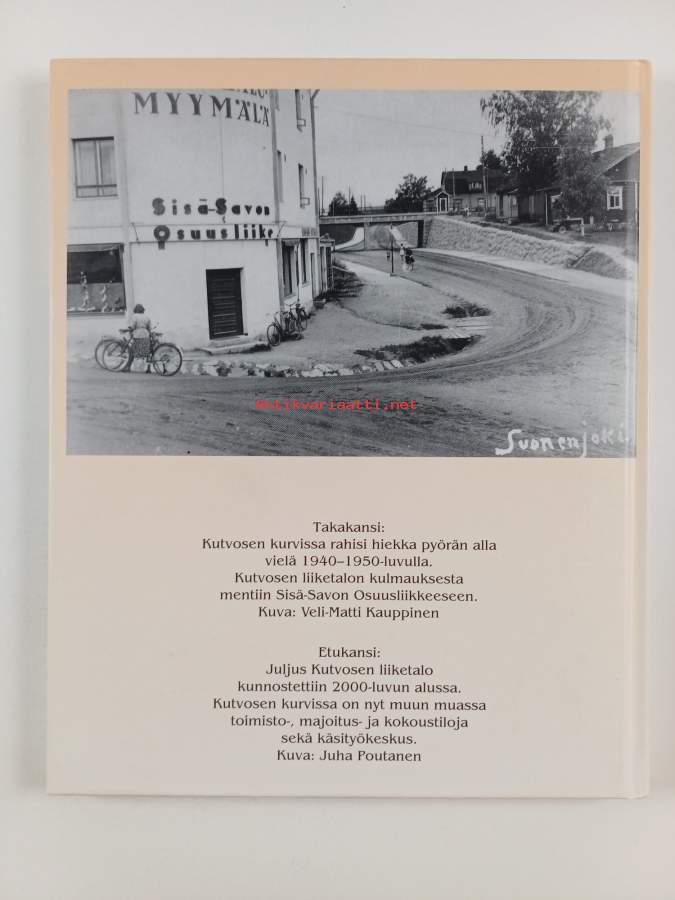 MYYMÄLÄ
Sisä-Savon
Osuusliike
Antikvariaatti.net
Suonenjoki.
Takakansi:
Kutvosen kurvissa rahisi hiekka pyörän alla
vielä 1940–1950-luvulla.
Kutvosen liiketalon kulmauksesta
mentiin Sisä-Savon Osuusliikkeeseen.
Kuva: Veli-Matti Kauppinen
Etukansi:
Juljus Kutvosen liiketalo
kunnostettiin 2000-luvun alussa.
Kutvosen kurvissa on nyt muun muassa
toimisto-, majoitus- ja kokoustiloja
sekä käsityökeskus.
Kuva: Juha Poutanen